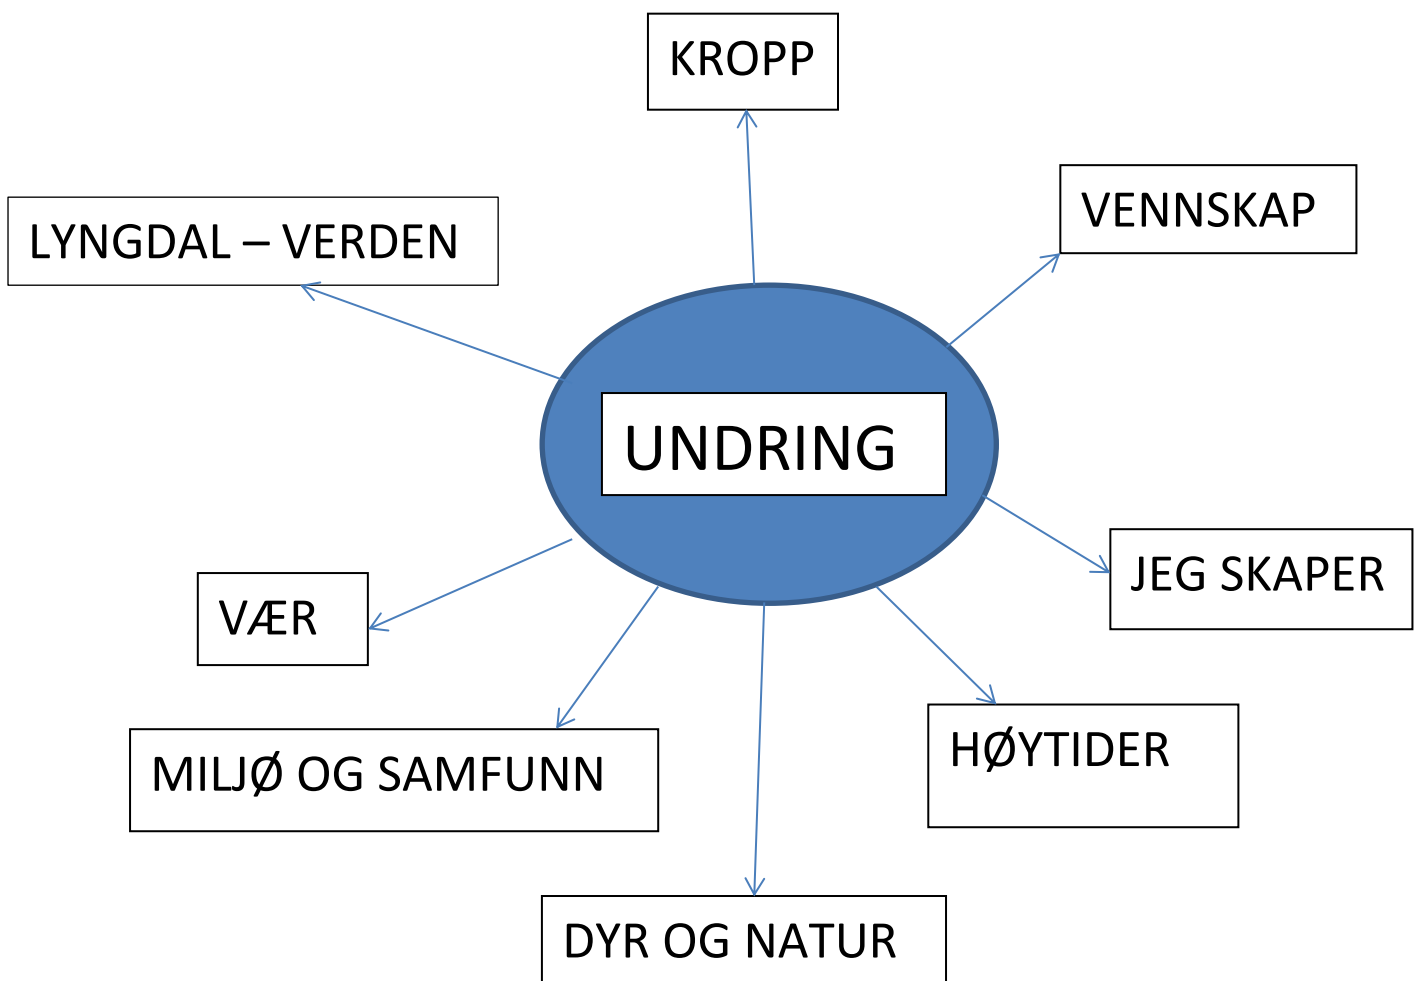 KROPP
VENNSKAP
LYNGDAL – VERDEN
UNDRING
JEG SKAPER
VÆR
HØYTIDER
MILJØ OG SAMFUNN
DYR OG NATUR